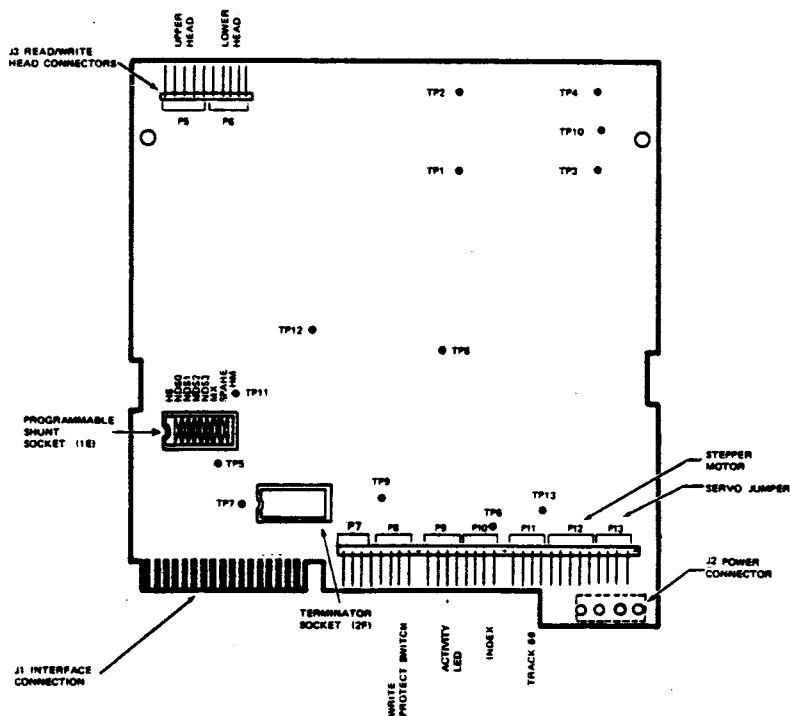 UPPER
HEAD
LOWER
HEAD
J3 READ/WRITE
HEAD CONNECTORS
P5
P6
TP2
TP4
TP10
TP1
TP3
TP12
TP8
HS
NDS0
NDS1
MDS2
NDS3
MX
SPARE
HM
TP11
PROGRAMMABLE
SHUNT
SOCKET (1E)
TP5
TP7
TP9
TP6
TP13
STEPPER
MOTOR
SERVO JUMPER
P7
P8
P9
P10
P11
P12
P13
J2 POWER
CONNECTOR
TERMINATOR
SOCKET (2F)
J1 INTERFACE
CONNECTION
WRITE
PROTECT SWITCH
ACTIVITY
LED
INDEX
TRACK 00